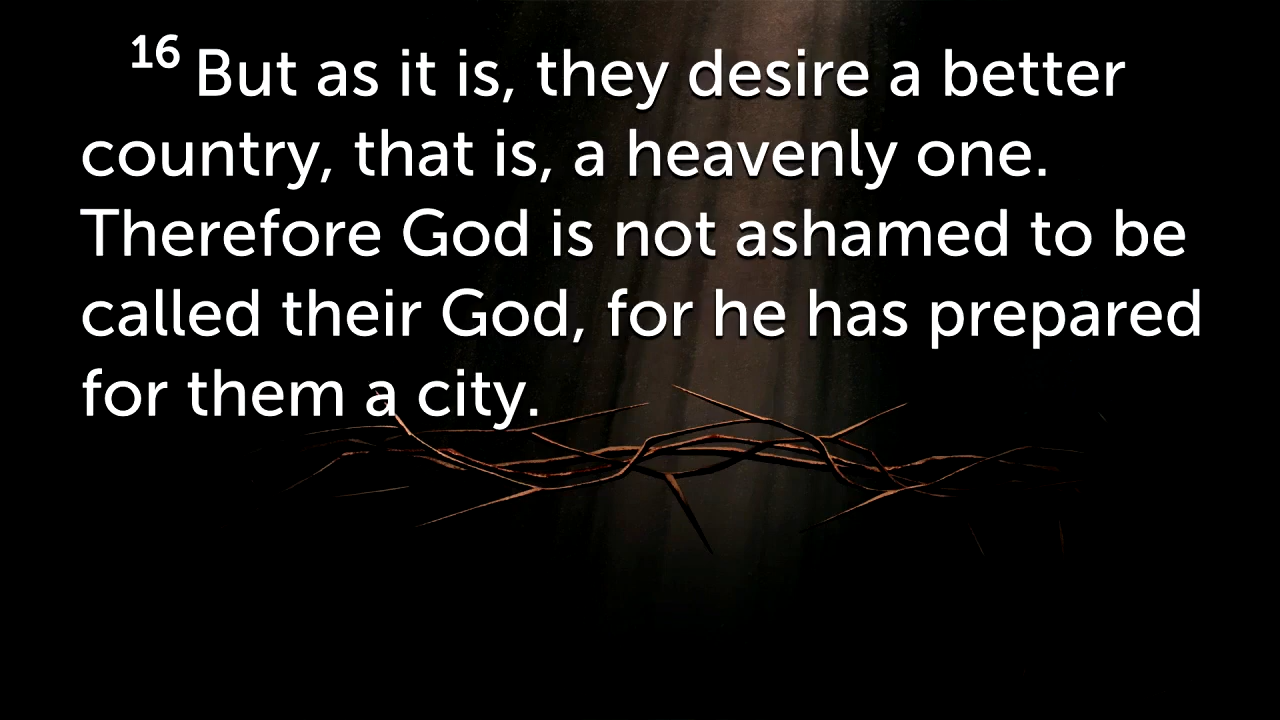 16 But as it is, they desire a better
country, that is, a heavenly one.
Therefore God is not ashamed to be
called their God, for he has prepared
for them a city.